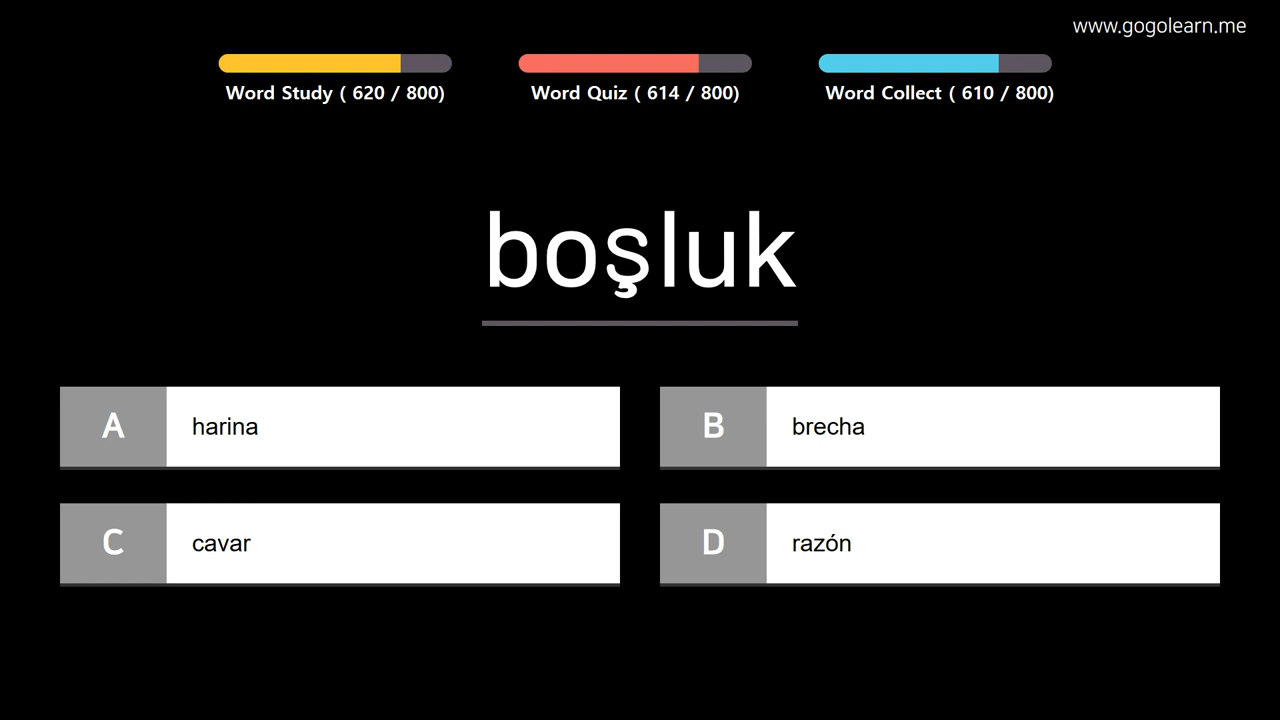 www.gogolearn.me
Word Study ( 620 / 800)
Word Quiz ( 614 / 800)
Word Collect ( 610 / 800)
boşluk
A harina
B brecha
C cavar
D razón